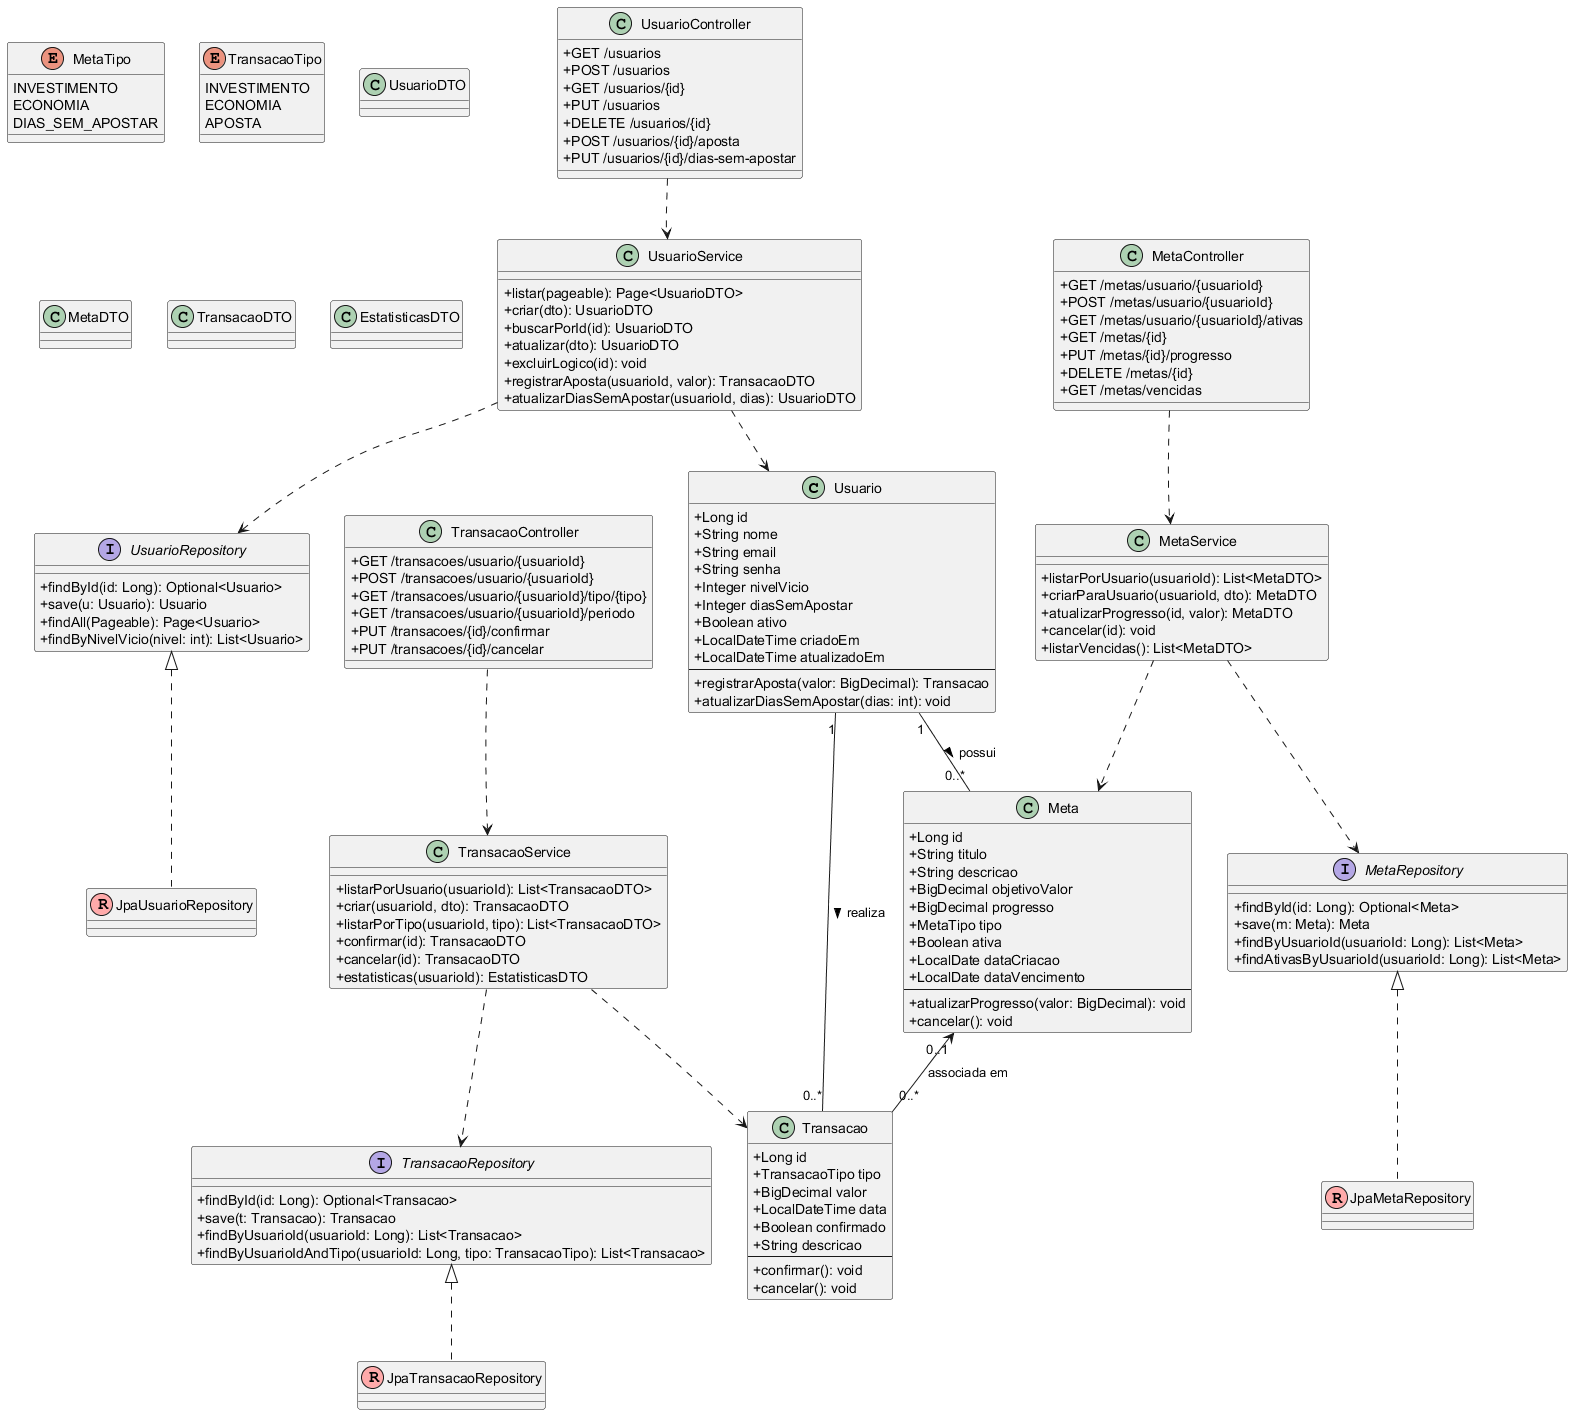 E MetaTipo
INVESTIMENTO
ECONOMIA
DIAS_SEM_APOSTAR
E TransacaoTipo
INVESTIMENTO
ECONOMIA
APOSTA
C UsuarioDTO
C UsuarioController
+GET /usuarios
+POST /usuarios
+GET /usuarios/{id}
+PUT /usuarios
+DELETE /usuarios/{id}
+POST /usuarios/{id}/aposta
+PUT /usuarios/{id}/dias-sem-apostar
C MetaDTO
C TransacaoDTO
C EstatisticasDTO
C UsuarioService
+listar(pageable): Page<UsuarioDTO>
+criar(dto): UsuarioDTO
+buscarPorId(id): UsuarioDTO
+atualizar(dto): UsuarioDTO
+excluirLogico(id): void
+registrarAposta(usuarioId, valor): TransacaoDTO
+atualizarDiasSemApostar(usuarioId, dias): UsuarioDTO
C MetaController
+GET /metas/usuario/{usuarioId}
+POST /metas/usuario/{usuarioId}
+GET /metas/usuario/{usuarioId}/ativas
+GET /metas/{id}
+PUT /metas/{id}/progresso
+DELETE /metas/{id}
+GET /metas/vencidas
I UsuarioRepository
+findById(id: Long): Optional<Usuario>
+save(u: Usuario): Usuario
+findAll(Pageable): Page<Usuario>
+findByNivelVicio(nivel: int): List<Usuario>
C TransacaoController
+GET /transacoes/usuario/{usuarioId}
+POST /transacoes/usuario/{usuarioId}
+GET /transacoes/usuario/{usuarioId}/tipo/{tipo}
+GET /transacoes/usuario/{usuarioId}/periodo
+PUT /transacoes/{id}/confirmar
+PUT /transacoes/{id}/cancelar
C Usuario
+Long id
+String nome
+String email
+String senha
+Integer nivelVicio
+Integer diasSemApostar
+Boolean ativo
+LocalDateTime criadoEm
+LocalDateTime atualizadoEm
+registrarAposta(valor: BigDecimal): Transacao
+atualizarDiasSemApostar(dias: int): void
C MetaService
+listarPorUsuario(usuarioId): List<MetaDTO>
+criarParaUsuario(usuarioId, dto): MetaDTO
+atualizarProgresso(id, valor): MetaDTO
+cancelar(id): void
+listarVencidas(): List<MetaDTO>
1
1
possui
0..*
R JpaUsuarioRepository
C TransacaoService
+listarPorUsuario(usuarioId): List<TransacaoDTO>
+criar(usuarioId, dto): TransacaoDTO
+listarPorTipo(usuarioId, tipo): List<TransacaoDTO>
+confirmar(id): TransacaoDTO
+cancelar(id): TransacaoDTO
+estatisticas(usuarioId): EstatisticasDTO
realiza
C Meta
+Long id
+String titulo
+String descricao
+BigDecimal objetivoValor
+BigDecimal progresso
+MetaTipo tipo
+Boolean ativa
+LocalDate dataCriacao
+LocalDate dataVencimento
+atualizarProgresso(valor: BigDecimal): void
+cancelar(): void
I MetaRepository
+findById(id: Long): Optional<Meta>
+save(m: Meta): Meta
+findByUsuarioId(usuarioId: Long): List<Meta>
+findAtivasByUsuarioId(usuarioId: Long): List<Meta>
0..1
associada em
0..*
0..*
I TransacaoRepository
+findById(id: Long): Optional<Transacao>
+save(t: Transacao): Transacao
+findByUsuarioId(usuarioId: Long): List<Transacao>
+findByUsuarioIdAndTipo(usuarioId: Long, tipo: TransacaoTipo): List<Transacao>
C Transacao
+Long id
+TransacaoTipo tipo
+BigDecimal valor
+LocalDateTime data
+Boolean confirmado
+String descricao
+confirmar(): void
+cancelar(): void
R JpaMetaRepository
R JpaTransacaoRepository